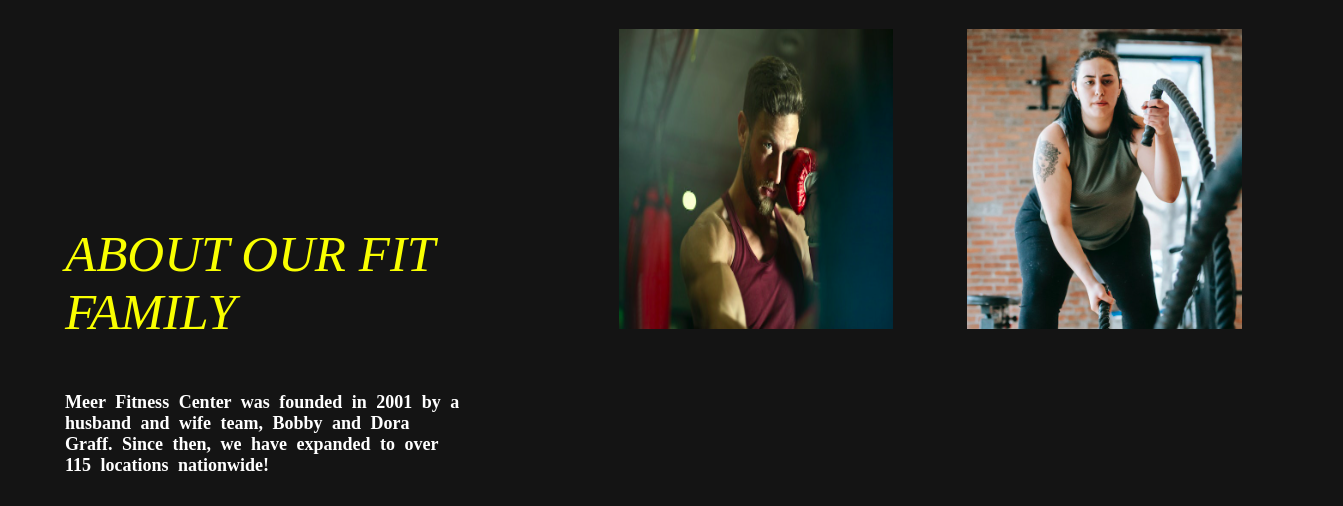 ABOUT OUR FIT
FAMILY
Meer Fitness Center was founded in 2001 by a
husband and wife team, Bobby and Dora
Graff. Since then, we have expanded to over
115 locations nationwide!